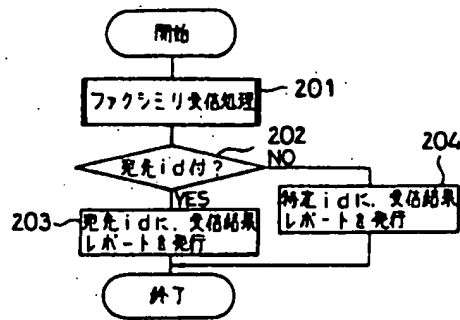 開始
ファクシミリ受信処理
201
宛先id付?
202
NO
YES
203
宛先idに、受信結果
レポートを発行
204
特定idに、受信結果
レポートを発行
終了